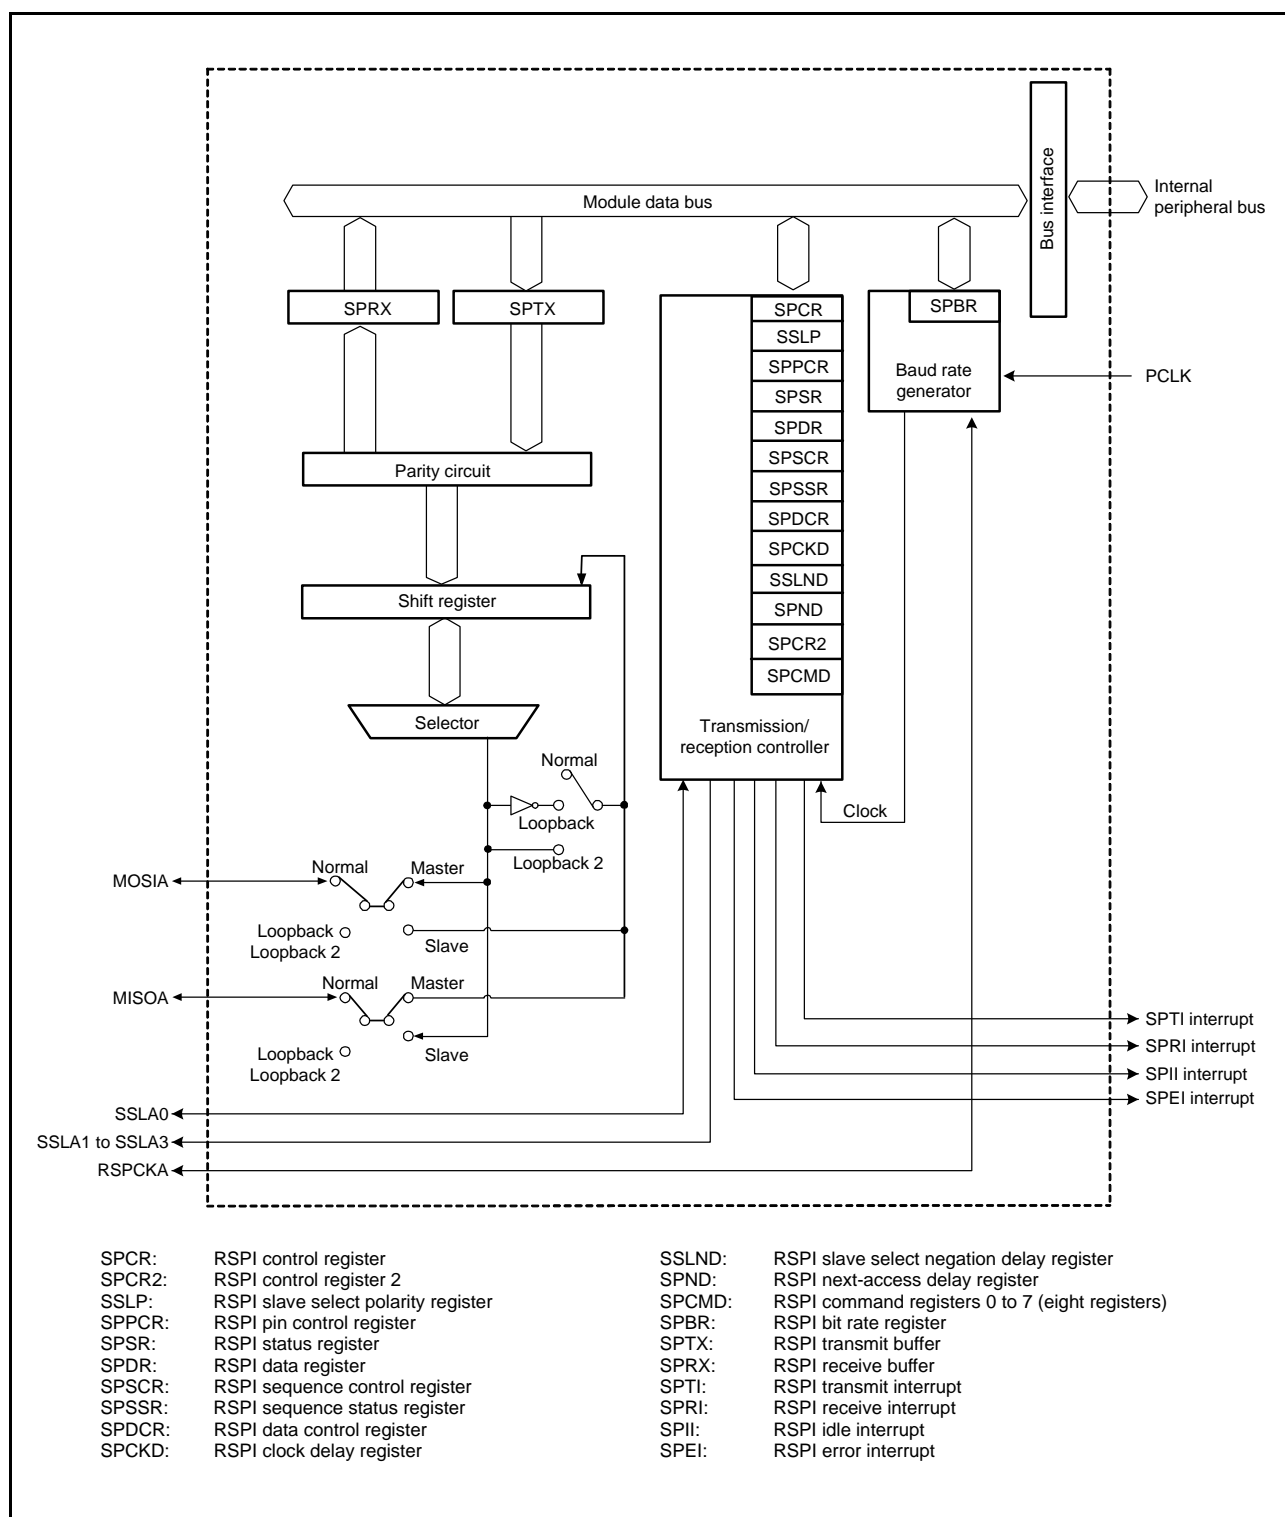 Module data bus
Bus interface
Internal
peripheral bus
SPRX
SPTX
SPCR
SSLP
SPPCR
SPSR
SPDR
SPSCR
SPSSR
SPDCR
SPCKD
SSLND
SPND
SPCR2
SPCMD
Transmission/
reception controller
SPBR
Baud rate
generator
PCLK
Parity circuit
Shift register
Selector
Normal
Loopback
Loopback 2
Clock
MOSIA
Normal
Master
Loopback
Loopback 2
Slave
MISOA
Normal
Master
Loopback
Loopback 2
Slave
SPTI interrupt
SPRI interrupt
SPII interrupt
SPEI interrupt
SSLA0
SSLA1 to SSLA3
RSPCKA
SPCR: RSPI control register
SPCR2: RSPI control register 2
SSLP: RSPI slave select polarity register
SPPCR: RSPI pin control register
SPSR: RSPI status register
SPDR: RSPI data register
SPSCR: RSPI sequence control register
SPSSR: RSPI sequence status register
SPDCR: RSPI data control register
SPCKD: RSPI clock delay register
SSLND: RSPI slave select negation delay register
SPND: RSPI next-access delay register
SPCMD: RSPI command registers 0 to 7 (eight registers)
SPBR: RSPI bit rate register
SPTX: RSPI transmit buffer
SPRX: RSPI receive buffer
SPTI: RSPI transmit interrupt
SPRI: RSPI receive interrupt
SPII: RSPI idle interrupt
SPEI: RSPI error interrupt